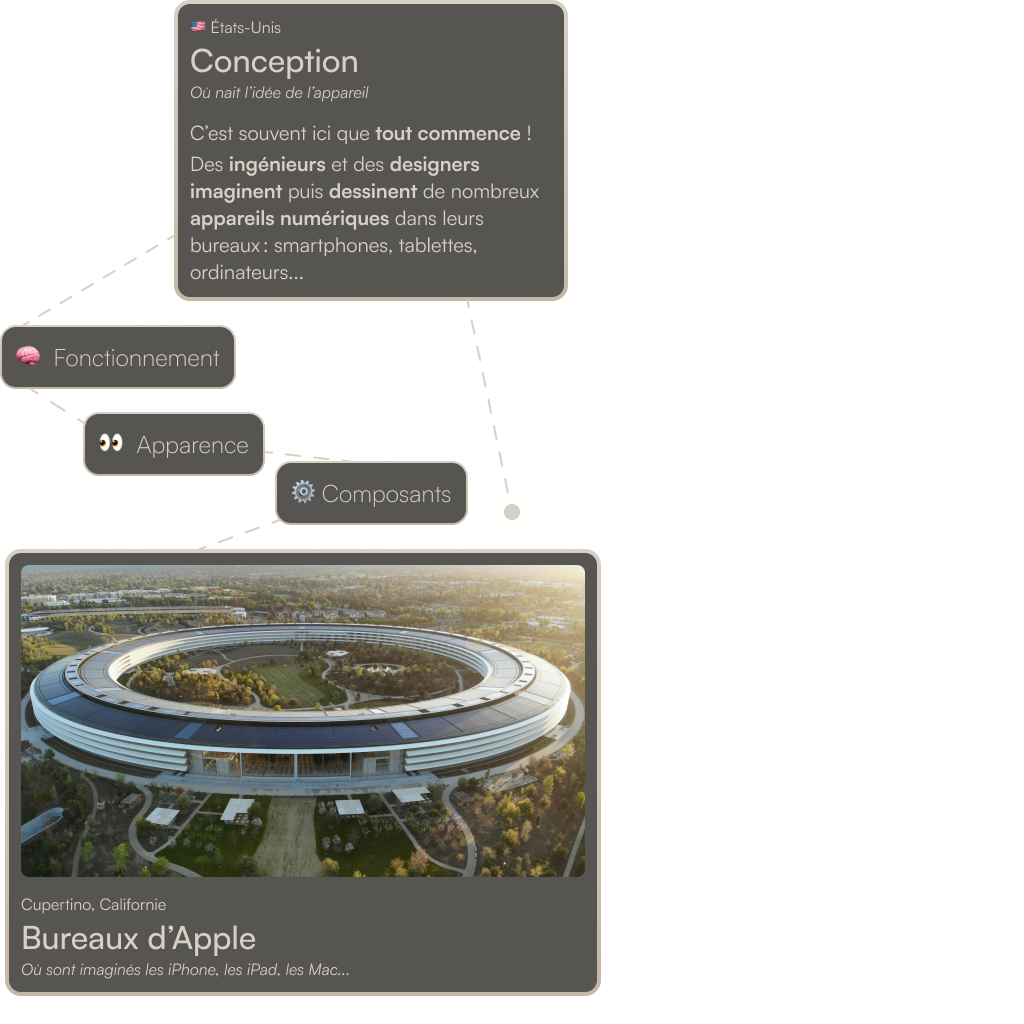 États-Unis
Conception
Où nait l’idée de l’appareil
C’est souvent ici que tout commence !
Des ingénieurs et des designers
imaginent puis dessinent de nombreux
appareils numériques dans leurs
bureaux : smartphones, tablettes,
ordinateurs...
Fonctionnement
Apparence
Composants
Cupertino, Californie
Bureaux d’Apple
Où sont imaginés les iPhone, les iPad, les Mac...